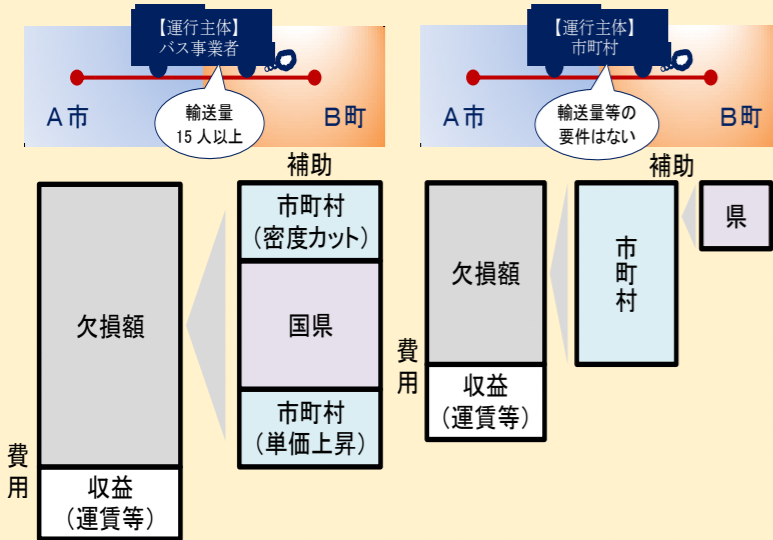 【運行主体】
バス事業者
輸送量
15人以上
A市
B町
補助
市町村
（密度カット）
国県
市町村
（単価上昇）
欠損額
収益
（運賃等）
費
用
【運行主体】
市町村
輸送量等の
要件はない
A市
B町
補助
県
市
町
村
欠損額
収益
（運賃等）
費
用